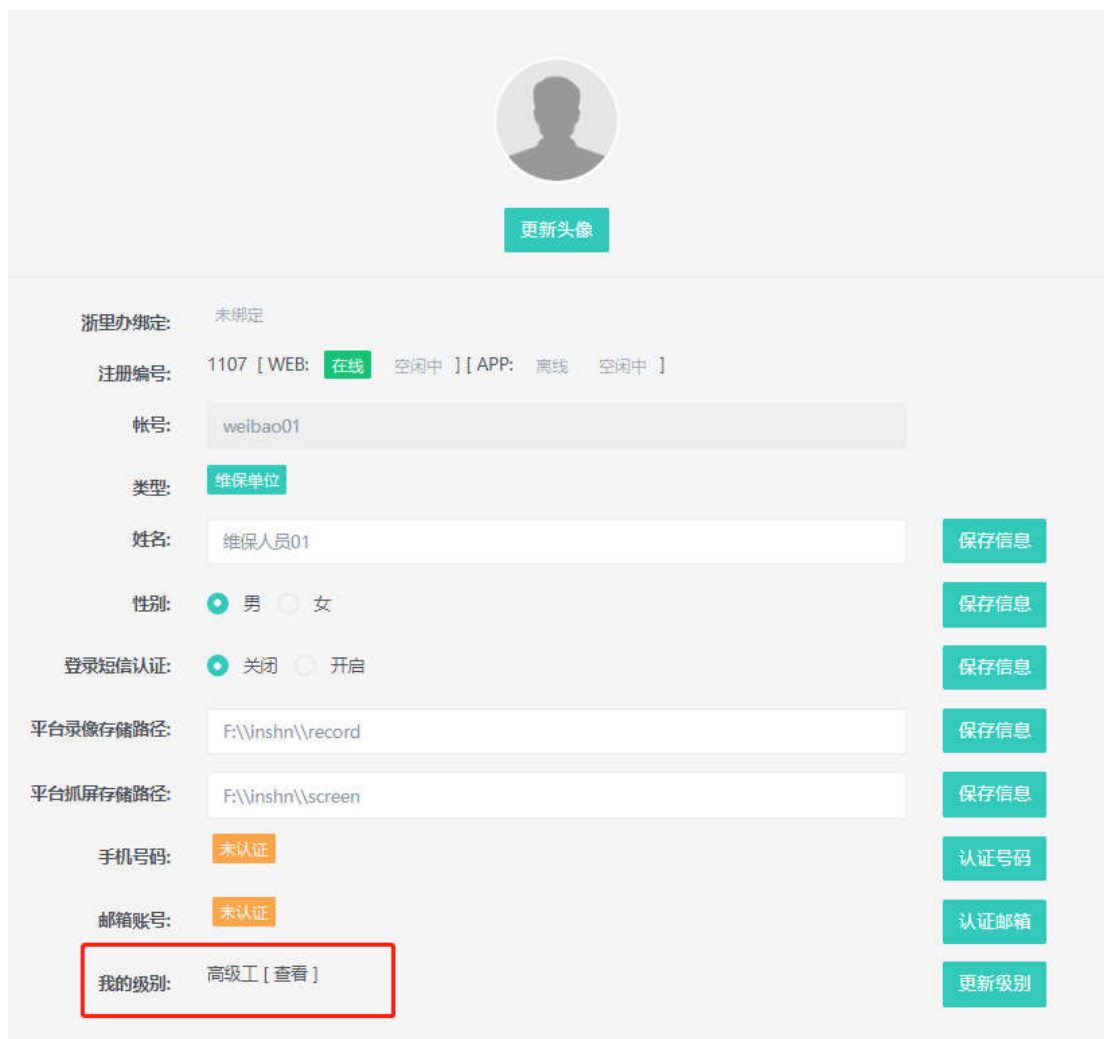 更新头像
浙里办绑定: 未绑定
注册编号: 1107 [ WEB: 在线 空闲中 ] [ APP: 离线 空闲中 ]
帐号: weibao01
类型: 维保单位
姓名: 维保人员01 保存信息
性别: 男 女 保存信息
登录短信认证: 关闭 开启 保存信息
平台录像存储路径: F:\\inshn\\record 保存信息
平台抓屏存储路径: F:\\inshn\\screen 保存信息
手机号码: 未认证 认证号码
邮箱账号: 未认证 认证邮箱
我的级别: 高级工 [ 查看 ] 更新级别